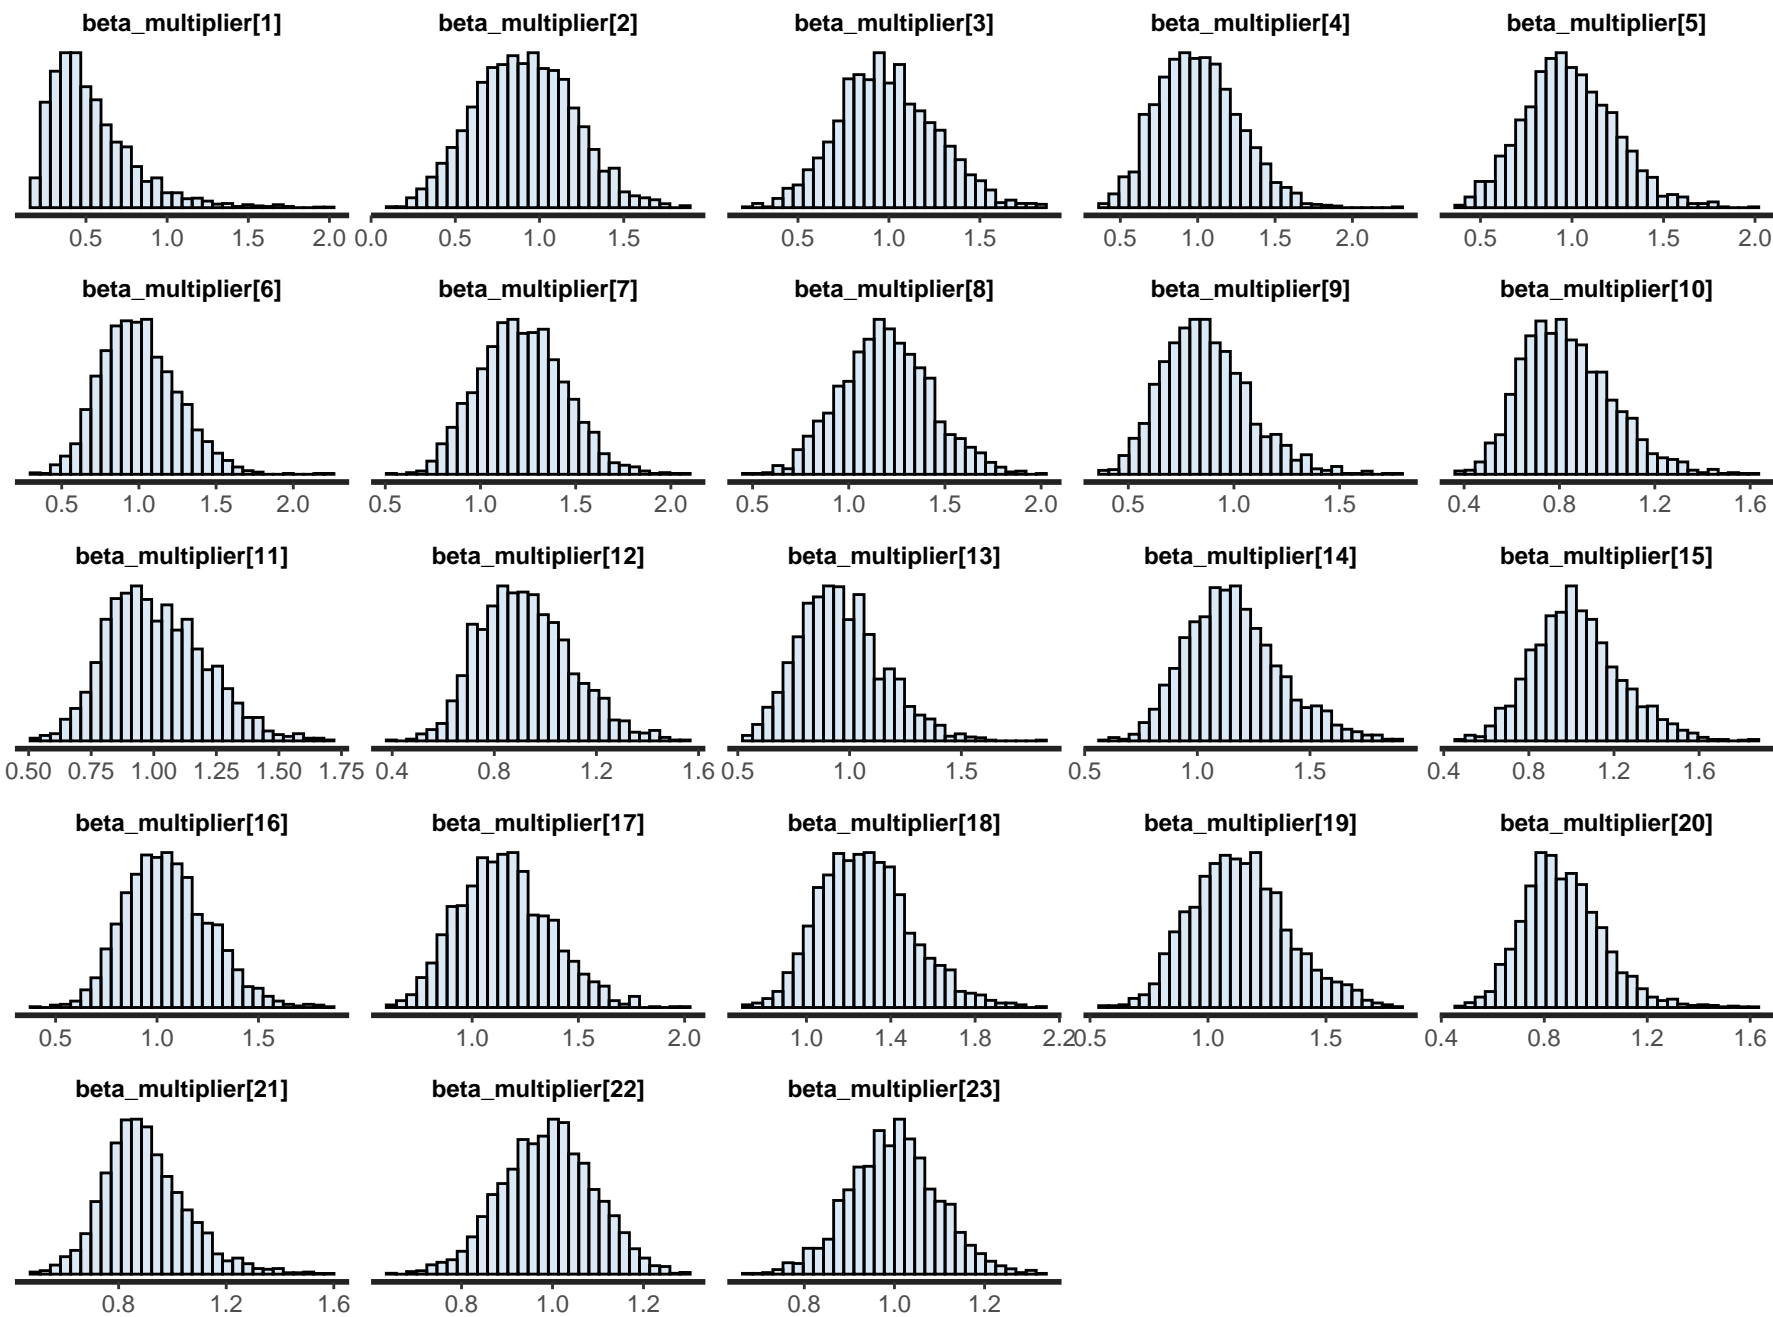 beta_multiplier[1] beta_multiplier[2] beta_multiplier[3] beta_multiplier[4] beta_multiplier[5]
0.5 1.0 1.5 2.0 0.0 0.5 1.0 1.5 0.5 1.0 1.5 0.5 1.0 1.5 2.0 0.5 1.0 1.5 2.0
beta_multiplier[6] beta_multiplier[7] beta_multiplier[8] beta_multiplier[9] beta_multiplier[10]
0.5 1.0 1.5 2.0 0.5 1.0 1.5 2.0 0.5 1.0 1.5 2.0 0.5 1.0 1.5 0.4 0.8 1.2 1.6
beta_multiplier[11] beta_multiplier[12] beta_multiplier[13] beta_multiplier[14] beta_multiplier[15]
0.50 0.75 1.00 1.25 1.50 1.75 0.4 0.8 1.2 1.6 0.5 1.0 1.5 0.5 1.0 1.5 0.4 0.8 1.2 1.6
beta_multiplier[16] beta_multiplier[17] beta_multiplier[18] beta_multiplier[19] beta_multiplier[20]
0.5 1.0 1.5 1.0 1.5 2.0 1.0 1.4 1.8 2.2 0.5 1.0 1.5 0.4 0.8 1.2 1.6
beta_multiplier[21] beta_multiplier[22] beta_multiplier[23]
0.8 1.2 1.6 0.8 1.0 1.2 0.8 1.0 1.2